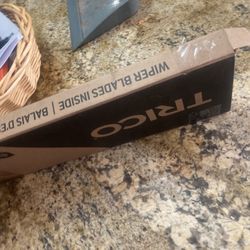 WIPER BLADES INSIDE | BALAIS D'E
TRICO